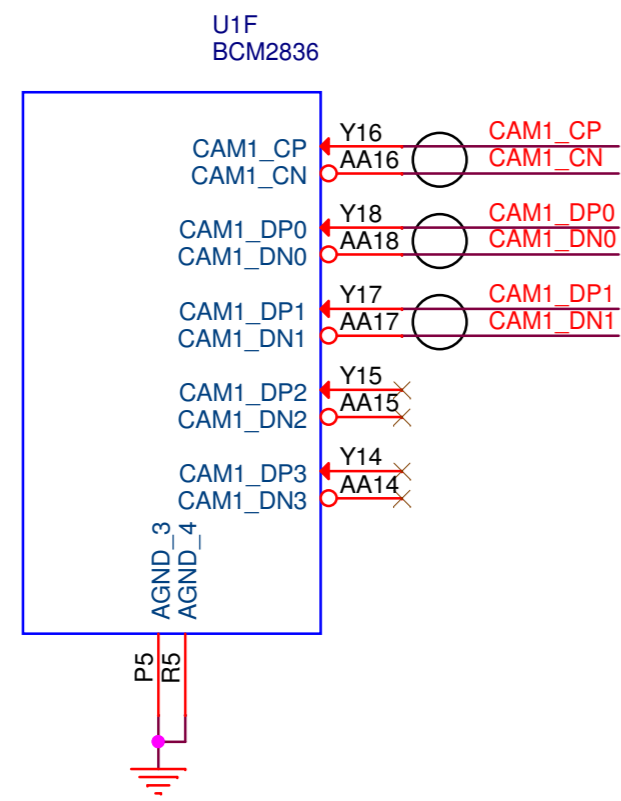 U1F
BCM2836
CAM1_CP Y16 CAM1_CP
CAM1_CN AA16 CAM1_CN
CAM1_DP0 Y18 CAM1_DP0
CAM1_DN0 AA18 CAM1_DN0
CAM1_DP1 Y17 CAM1_DP1
CAM1_DN1 AA17 CAM1_DN1
CAM1_DP2 Y15
CAM1_DN2 AA15
CAM1_DP3 Y14
CAM1_DN3 AA14
AGND_3
AGND_4
P5
R5